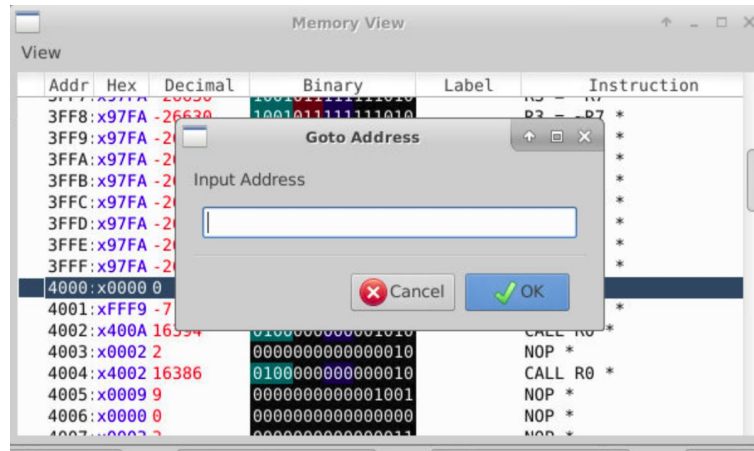 Memory View
View
Addr Hex Decimal Binary Label Instruction
3FF8:x97FA -26630 1001011111111010 R3 = ~R7 *
3FF9:x97FA *
3FFA:x97FA *
3FFB:x97FA *
3FFC:x97FA *
3FFD:x97FA *
3FFE:x97FA *
3FFF:x97FA *
4000:x0000 0
4001:xFFF9 -7 *
4002:x400A 16394 0100000000001010 CALL R0 *
4003:x0002 2 0000000000000010 NOP *
4004:x4002 16386 0100000000000010 CALL R0 *
4005:x0009 9 0000000000001001 NOP *
4006:x0000 0 0000000000000000 NOP *
Goto Address
Input Address
Cancel OK